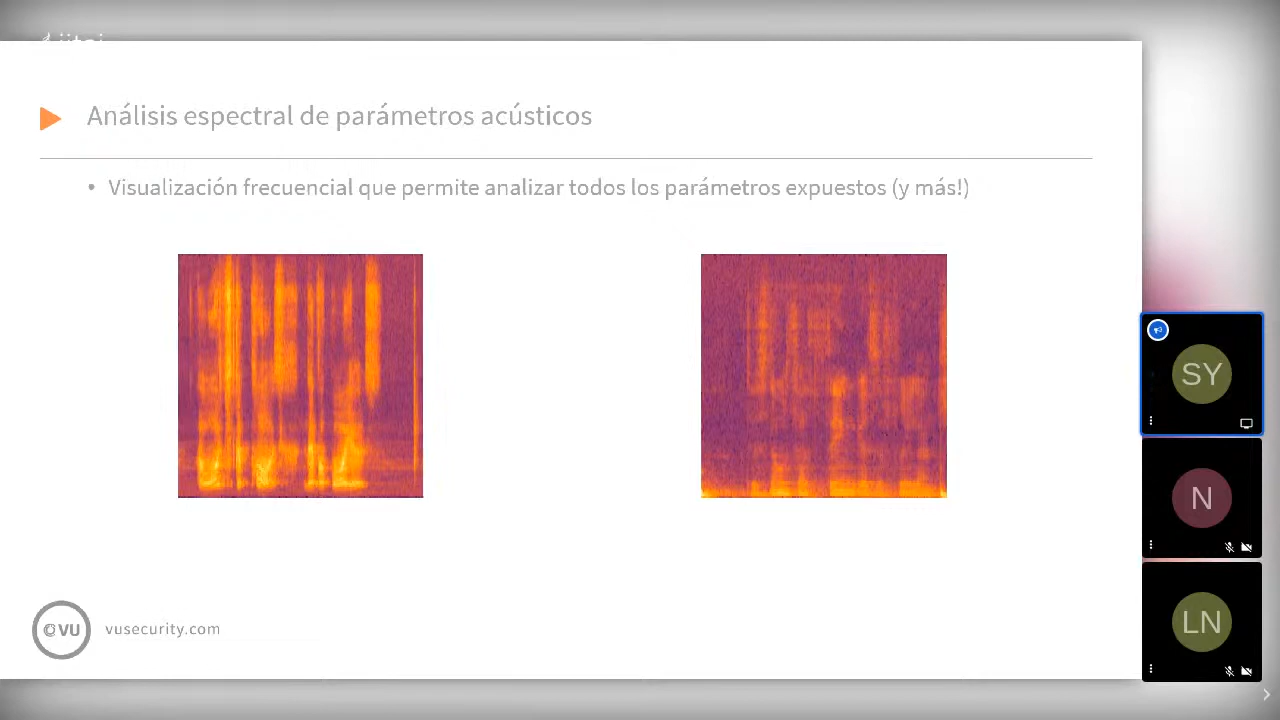 Análisis espectral de parámetros acústicos
• Visualización frecuencial que permite analizar todos los parámetros expuestos (y más!)
SY
N
LN
VU
vusecurity.com